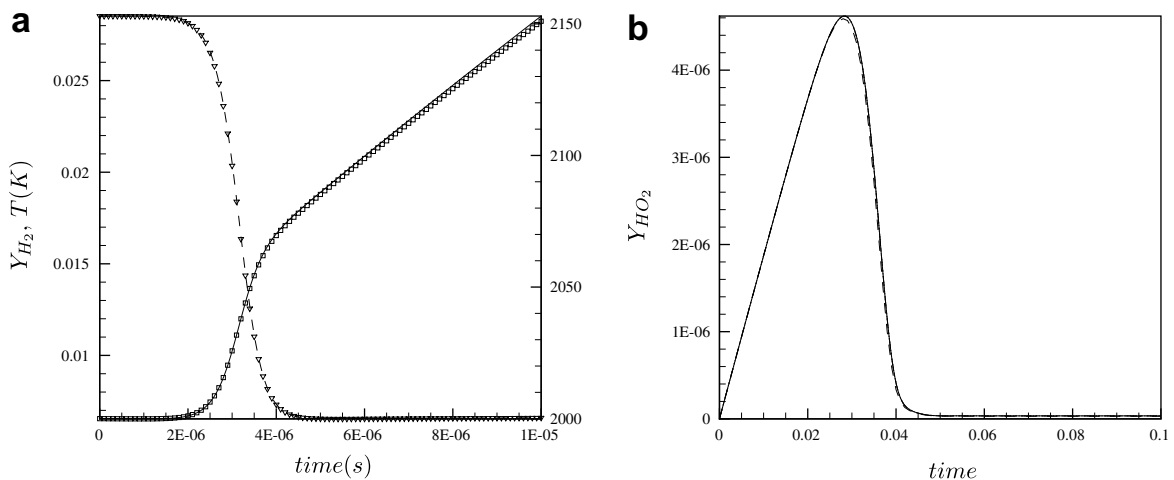 a
2150
0.025
2100
0.02
Y_{H_2}, T(K)
0.015
2050
0.01
2000
0 2E-06 4E-06 6E-06 8E-06 1E-05
time(s)
b
4E-06
3E-06
Y_{HO_2}
2E-06
1E-06
0
0 0.02 0.04 0.06 0.08 0.1
time